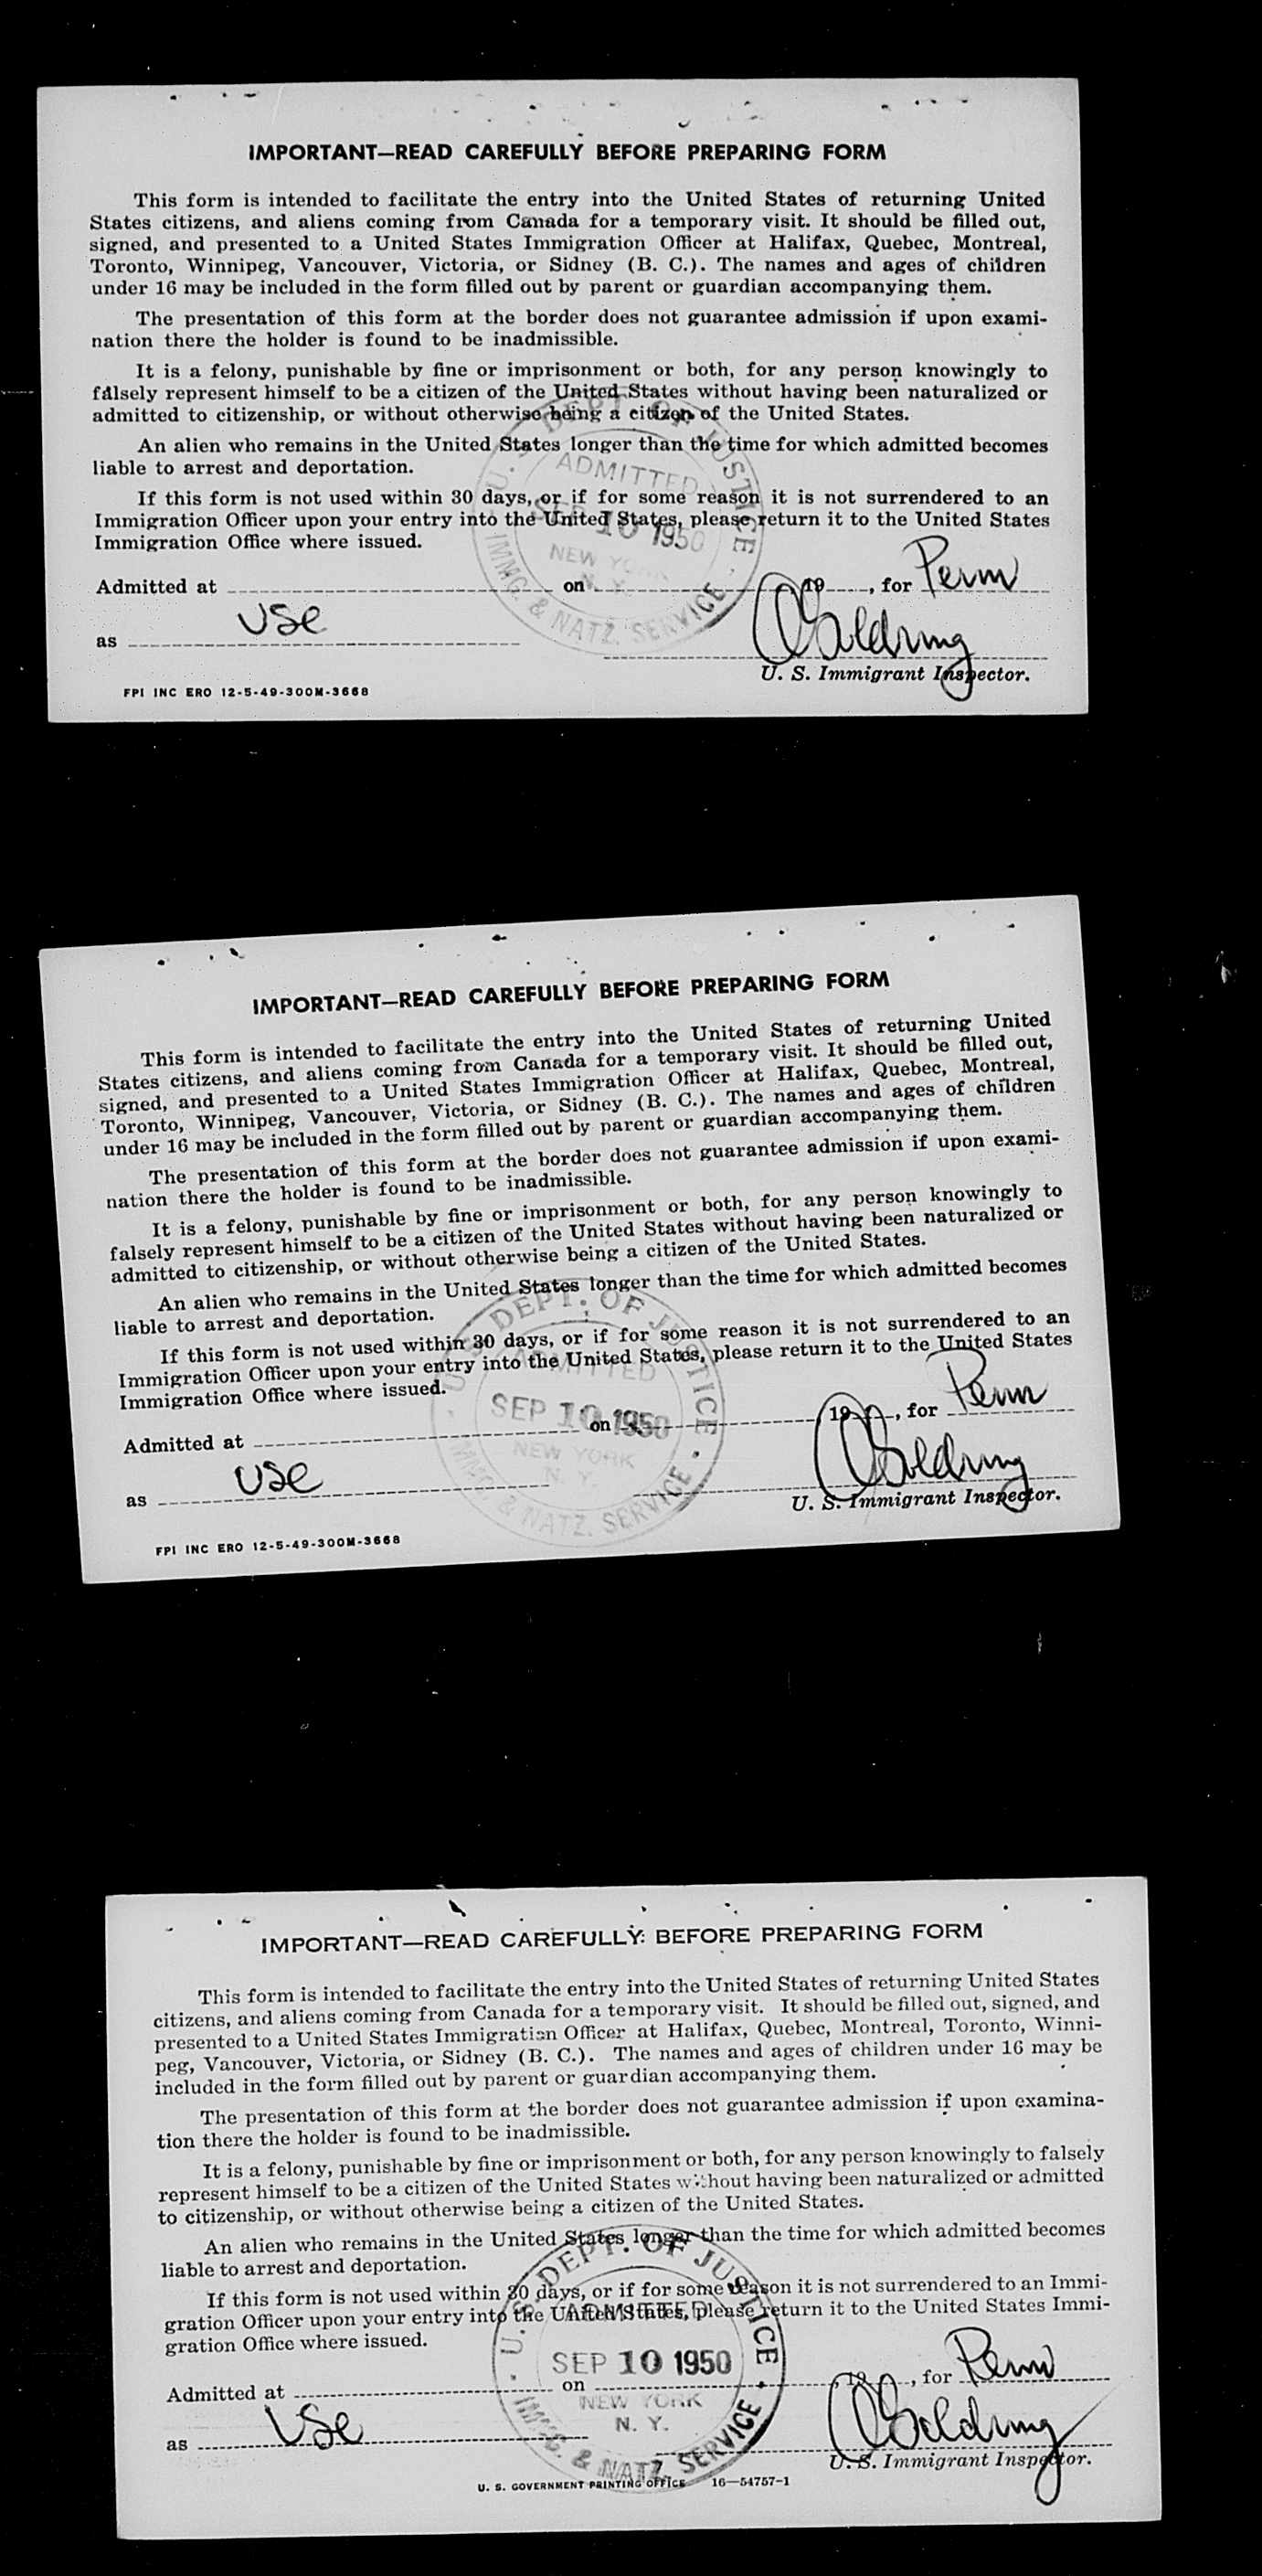 IMPORTANT—READ CAREFULLY BEFORE PREPARING FORM
This form is intended to facilitate the entry into the United States of returning United
States citizens, and aliens coming from Canada for a temporary visit. It should be filled out,
signed, and presented to a United States Immigration Officer at Halifax, Quebec, Montreal,
Toronto, Winnipeg, Vancouver, Victoria, or Sidney (B. C.). The names and ages of children
under 16 may be included in the form filled out by parent or guardian accompanying them.
The presentation of this form at the border does not guarantee admission if upon exami-
nation there the holder is found to be inadmissible.
It is a felony, punishable by fine or imprisonment or both, for any person knowingly to
falsely represent himself to be a citizen of the United States without having been naturalized or
admitted to citizenship, or without otherwise being a citizen of the United States.
An alien who remains in the United States longer than the time for which admitted becomes
liable to arrest and deportation.
If this form is not used within 30 days, or if for some reason it is not surrendered to an
Immigration Officer upon your entry into the United States, please return it to the United States
Immigration Office where issued.
U. S. DEPT. OF JUSTICE
ADMITTED
SEP 10 1950
NEW YORK
N. Y.
IMMG. & NATZ. SERVICE
Admitted at on 19 , for Perm
as USC
Goldring
U. S. Immigrant Inspector.
FPI INC ERO 12-5-49-300M-3668
IMPORTANT—READ CAREFULLY BEFORE PREPARING FORM
This form is intended to facilitate the entry into the United States of returning United
States citizens, and aliens coming from Canada for a temporary visit. It should be filled out,
signed, and presented to a United States Immigration Officer at Halifax, Quebec, Montreal,
Toronto, Winnipeg, Vancouver, Victoria, or Sidney (B. C.). The names and ages of children
under 16 may be included in the form filled out by parent or guardian accompanying them.
The presentation of this form at the border does not guarantee admission if upon exami-
nation there the holder is found to be inadmissible.
It is a felony, punishable by fine or imprisonment or both, for any person knowingly to
falsely represent himself to be a citizen of the United States without having been naturalized or
admitted to citizenship, or without otherwise being a citizen of the United States.
An alien who remains in the United States longer than the time for which admitted becomes
liable to arrest and deportation.
If this form is not used within 30 days, or if for some reason it is not surrendered to an
Immigration Officer upon your entry into the United States, please return it to the United States
Immigration Office where issued.
U. S. DEPT. OF JUSTICE
ADMITTED
SEP 10 1950
NEW YORK
N. Y.
IMMG. & NATZ. SERVICE
Admitted at on 19 , for Perm
as USC
Goldring
U. S. Immigrant Inspector.
FPI INC ERO 12-5-49-300M-3668
IMPORTANT—READ CAREFULLY BEFORE PREPARING FORM
This form is intended to facilitate the entry into the United States of returning United States
citizens, and aliens coming from Canada for a temporary visit. It should be filled out, signed, and
presented to a United States Immigration Officer at Halifax, Quebec, Montreal, Toronto, Winni-
peg, Vancouver, Victoria, or Sidney (B. C.). The names and ages of children under 16 may be
included in the form filled out by parent or guardian accompanying them.
The presentation of this form at the border does not guarantee admission if upon examina-
tion there the holder is found to be inadmissible.
It is a felony, punishable by fine or imprisonment or both, for any person knowingly to falsely
represent himself to be a citizen of the United States without having been naturalized or admitted
to citizenship, or without otherwise being a citizen of the United States.
An alien who remains in the United States longer than the time for which admitted becomes
liable to arrest and deportation.
If this form is not used within 30 days, or if for some reason it is not surrendered to an Immi-
gration Officer upon your entry into the United States, please return it to the United States Immi-
gration Office where issued.
U. S. DEPT. OF JUSTICE
ADMITTED
SEP 10 1950
NEW YORK
N. Y.
IMMG. & NATZ. SERVICE
Admitted at on 19 , for Perm
as USC
Goldring
U. S. Immigrant Inspector.
U. S. GOVERNMENT PRINTING OFFICE 16—54757-1